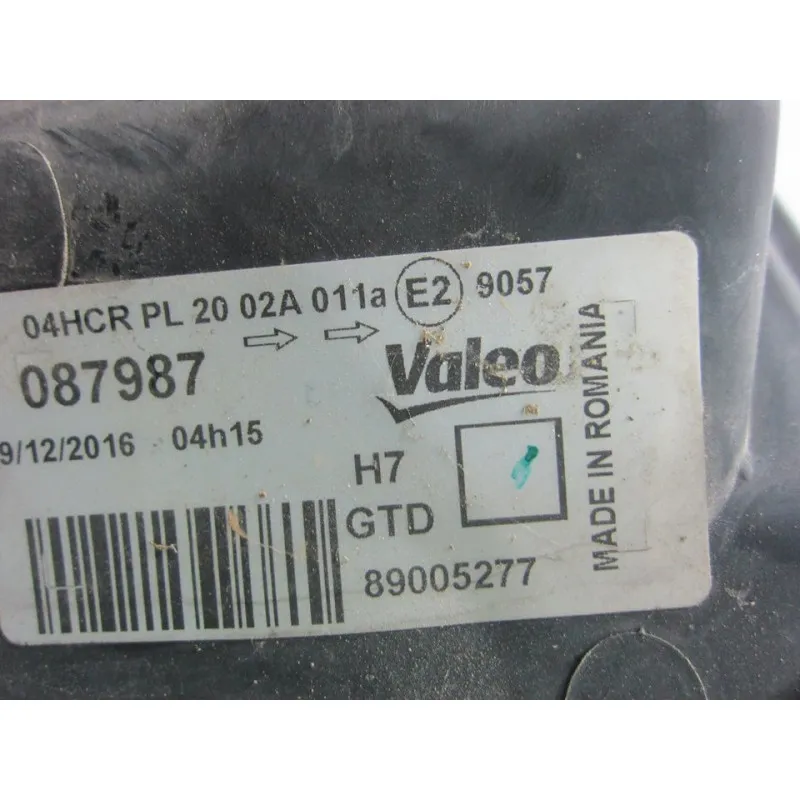 04HCR PL 20 02A 011a E2 9057
087987
Valeo
9/12/2016 04h15
H7
GTD
89005277
MADE IN ROMANIA